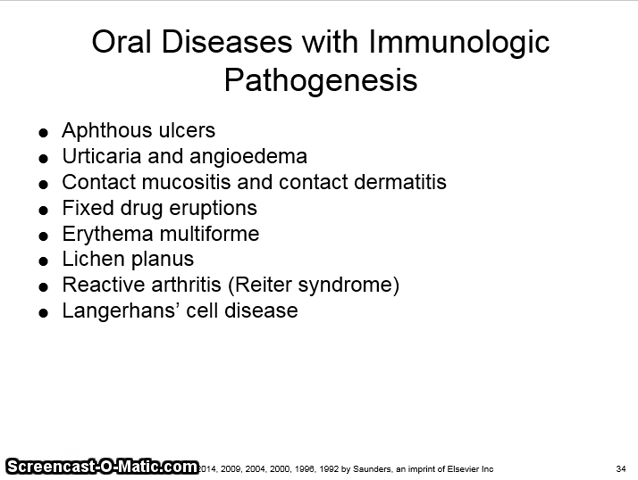 Oral Diseases with Immunologic
Pathogenesis
● Aphthous ulcers
● Urticaria and angioedema
● Contact mucositis and contact dermatitis
● Fixed drug eruptions
● Erythema multiforme
● Lichen planus
● Reactive arthritis (Reiter syndrome)
● Langerhans’ cell disease
Screencast-O-Matic.com 2014, 2009, 2004, 2000, 1996, 1992 by Saunders, an imprint of Elsevier Inc 34